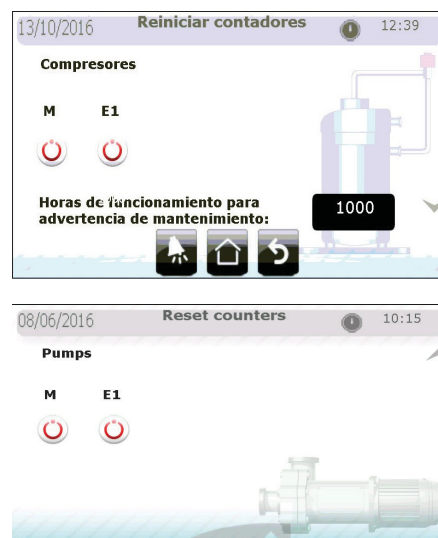 13/10/2016 Reiniciar contadores 12:39
Compresores
M E1
Horas de funcionamiento para
advertencia de mantenimiento:
1000
08/06/2016 Reset counters 10:15
Pumps
M E1